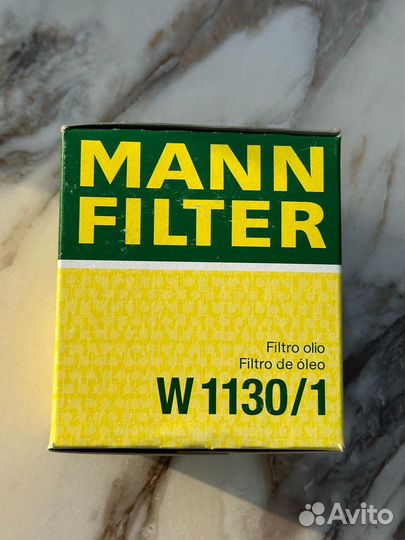 MANN
FILTER
Filtro olio
Filtro de óleo
W 1130/1
Avito